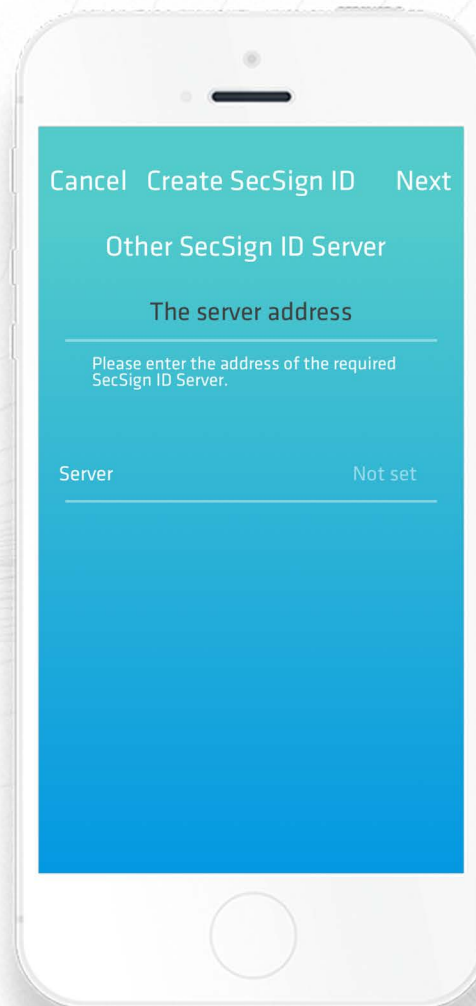 Cancel Create SecSign ID Next
Other SecSign ID Server
The server address
Please enter the address of the required
SecSign ID Server.
Server Not set